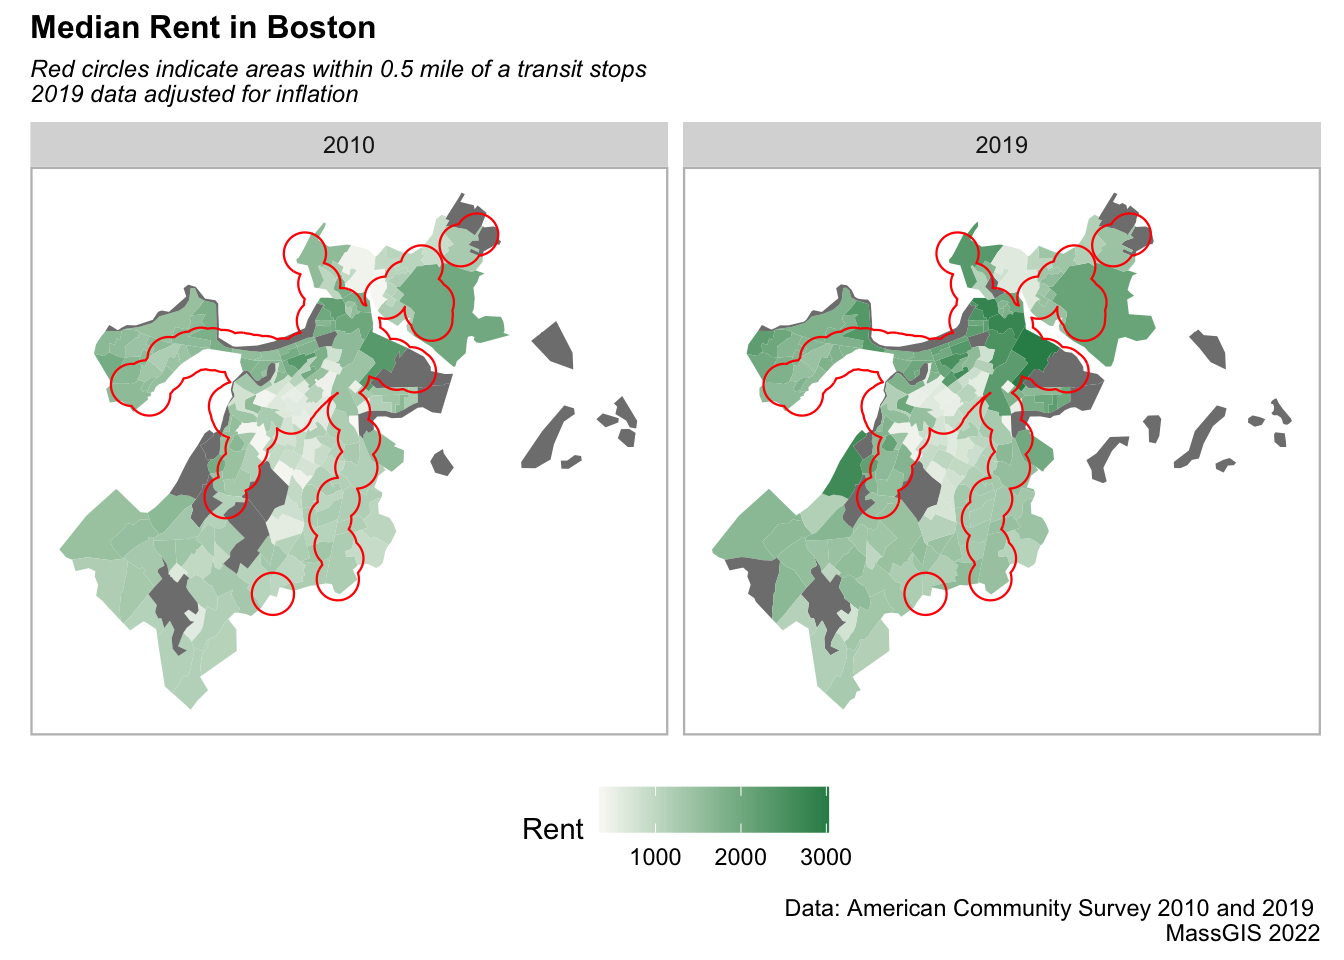 Median Rent in Boston
Red circles indicate areas within 0.5 mile of a transit stops
2019 data adjusted for inflation
2010
2019
Rent
1000 2000 3000
Data: American Community Survey 2010 and 2019
MassGIS 2022